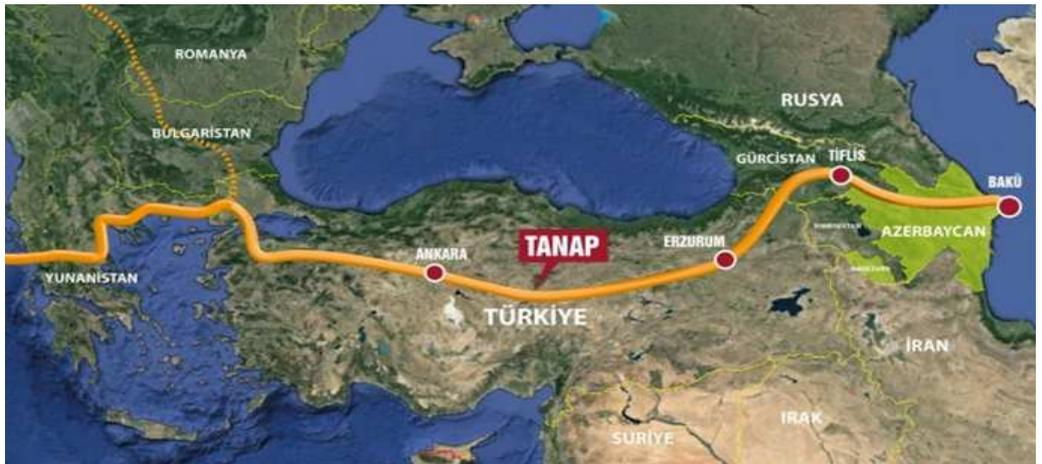 ROMANYA
RUSYA
BULGARİSTAN
GÜRCİSTAN
TİFLİS
BAKÜ
AZERBAYCAN
ANKARA
TANAP
ERZURUM
YUNANİSTAN
TÜRKİYE
İRAN
IRAK
SURİYE